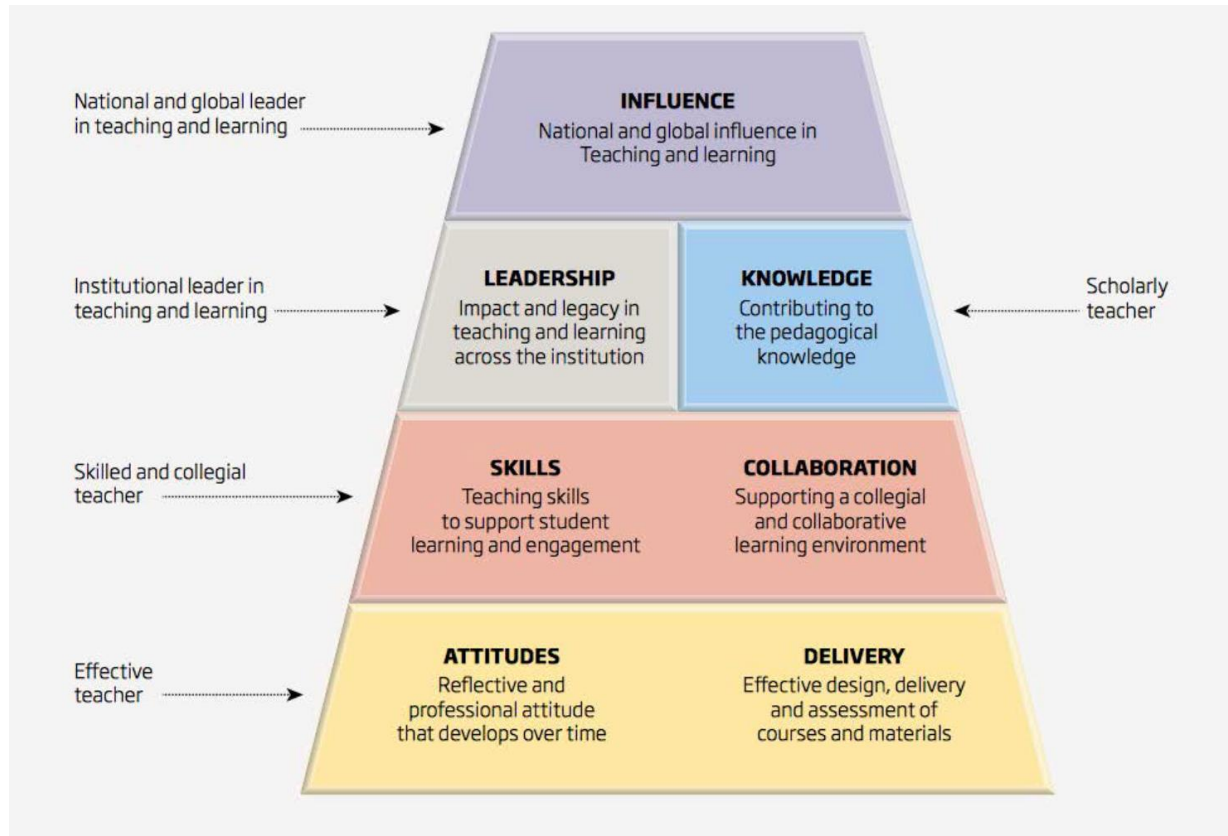 National and global leader
in teaching and learning
INFLUENCE
National and global influence in
Teaching and learning
Institutional leader in
teaching and learning
LEADERSHIP
Impact and legacy in
teaching and learning
across the institution
KNOWLEDGE
Contributing to
the pedagogical
knowledge
Scholarly
teacher
Skilled and collegial
teacher
SKILLS
Teaching skills
to support student
learning and engagement
COLLABORATION
Supporting a collegial
and collaborative
learning environment
Effective
teacher
ATTITUDES
Reflective and
professional attitude
that develops over time
DELIVERY
Effective design, delivery
and assessment of
courses and materials